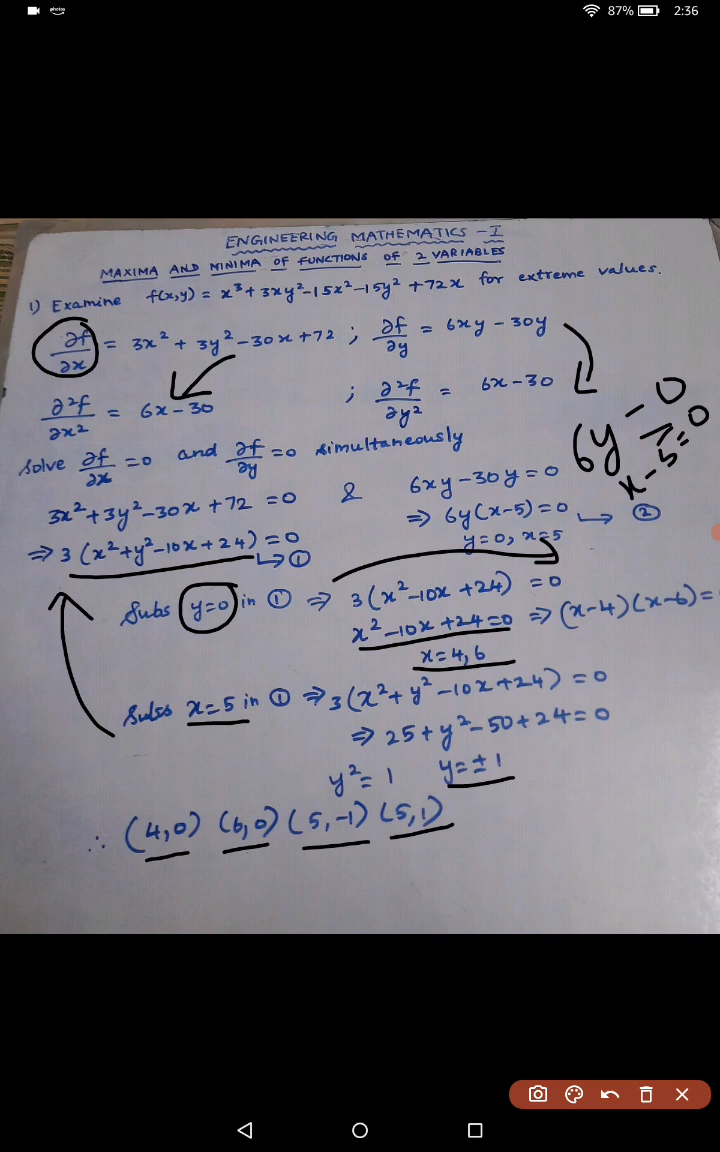 photos 87% 2:36
ENGINEERING MATHEMATICS - I
MAXIMA AND MINIMA OF FUNCTIONS OF 2 VARIABLES
1) Examine f(x,y) = x³ + 3xy² - 15x² - 15y² + 72x for extreme values.
∂f/∂x = 3x² + 3y² - 30x + 72 ; ∂f/∂y = 6xy - 30y
∂²f/∂x² = 6x - 30 ; ∂²f/∂y² = 6x - 30
6y = 0
x - 5 = 0
Solve ∂f/∂x = 0 and ∂f/∂y = 0 simultaneously
3x² + 3y² - 30x + 72 = 0 & 6xy - 30y = 0
⇒ 3(x² + y² - 10x + 24) = 0 → ① ⇒ 6y(x-5) = 0 → ②
y = 0, x = 5
Subs y=0 in ① ⇒ 3(x² - 10x + 24) = 0
x² - 10x + 24 = 0 ⇒ (x-4)(x-6) =
x = 4, 6
Subs x=5 in ① ⇒ 3(x² + y² - 10x + 24) = 0
⇒ 25 + y² - 50 + 24 = 0
y² = 1 y = ± 1
∴ (4,0) (6,0) (5,-1) (5,1)